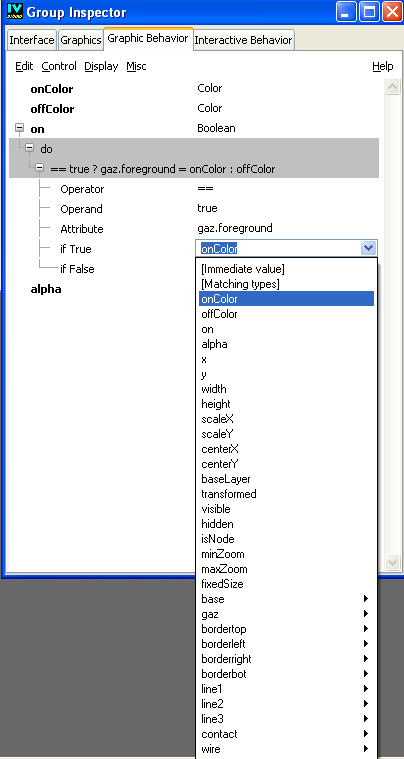 IV Studio Group Inspector
Interface Graphics Graphic Behavior Interactive Behavior
Edit Control Display Misc Help
onColor Color
offColor Color
on Boolean
do
== true ? gaz.foreground = onColor : offColor
Operator ==
Operand true
Attribute gaz.foreground
if True onColor
if False
alpha
[Immediate value]
[Matching types]
onColor
offColor
on
alpha
x
y
width
height
scaleX
scaleY
centerX
centerY
baseLayer
transformed
visible
hidden
isNode
minZoom
maxZoom
fixedSize
base
gaz
bordertop
borderleft
borderright
borderbot
line1
line2
line3
contact
wire